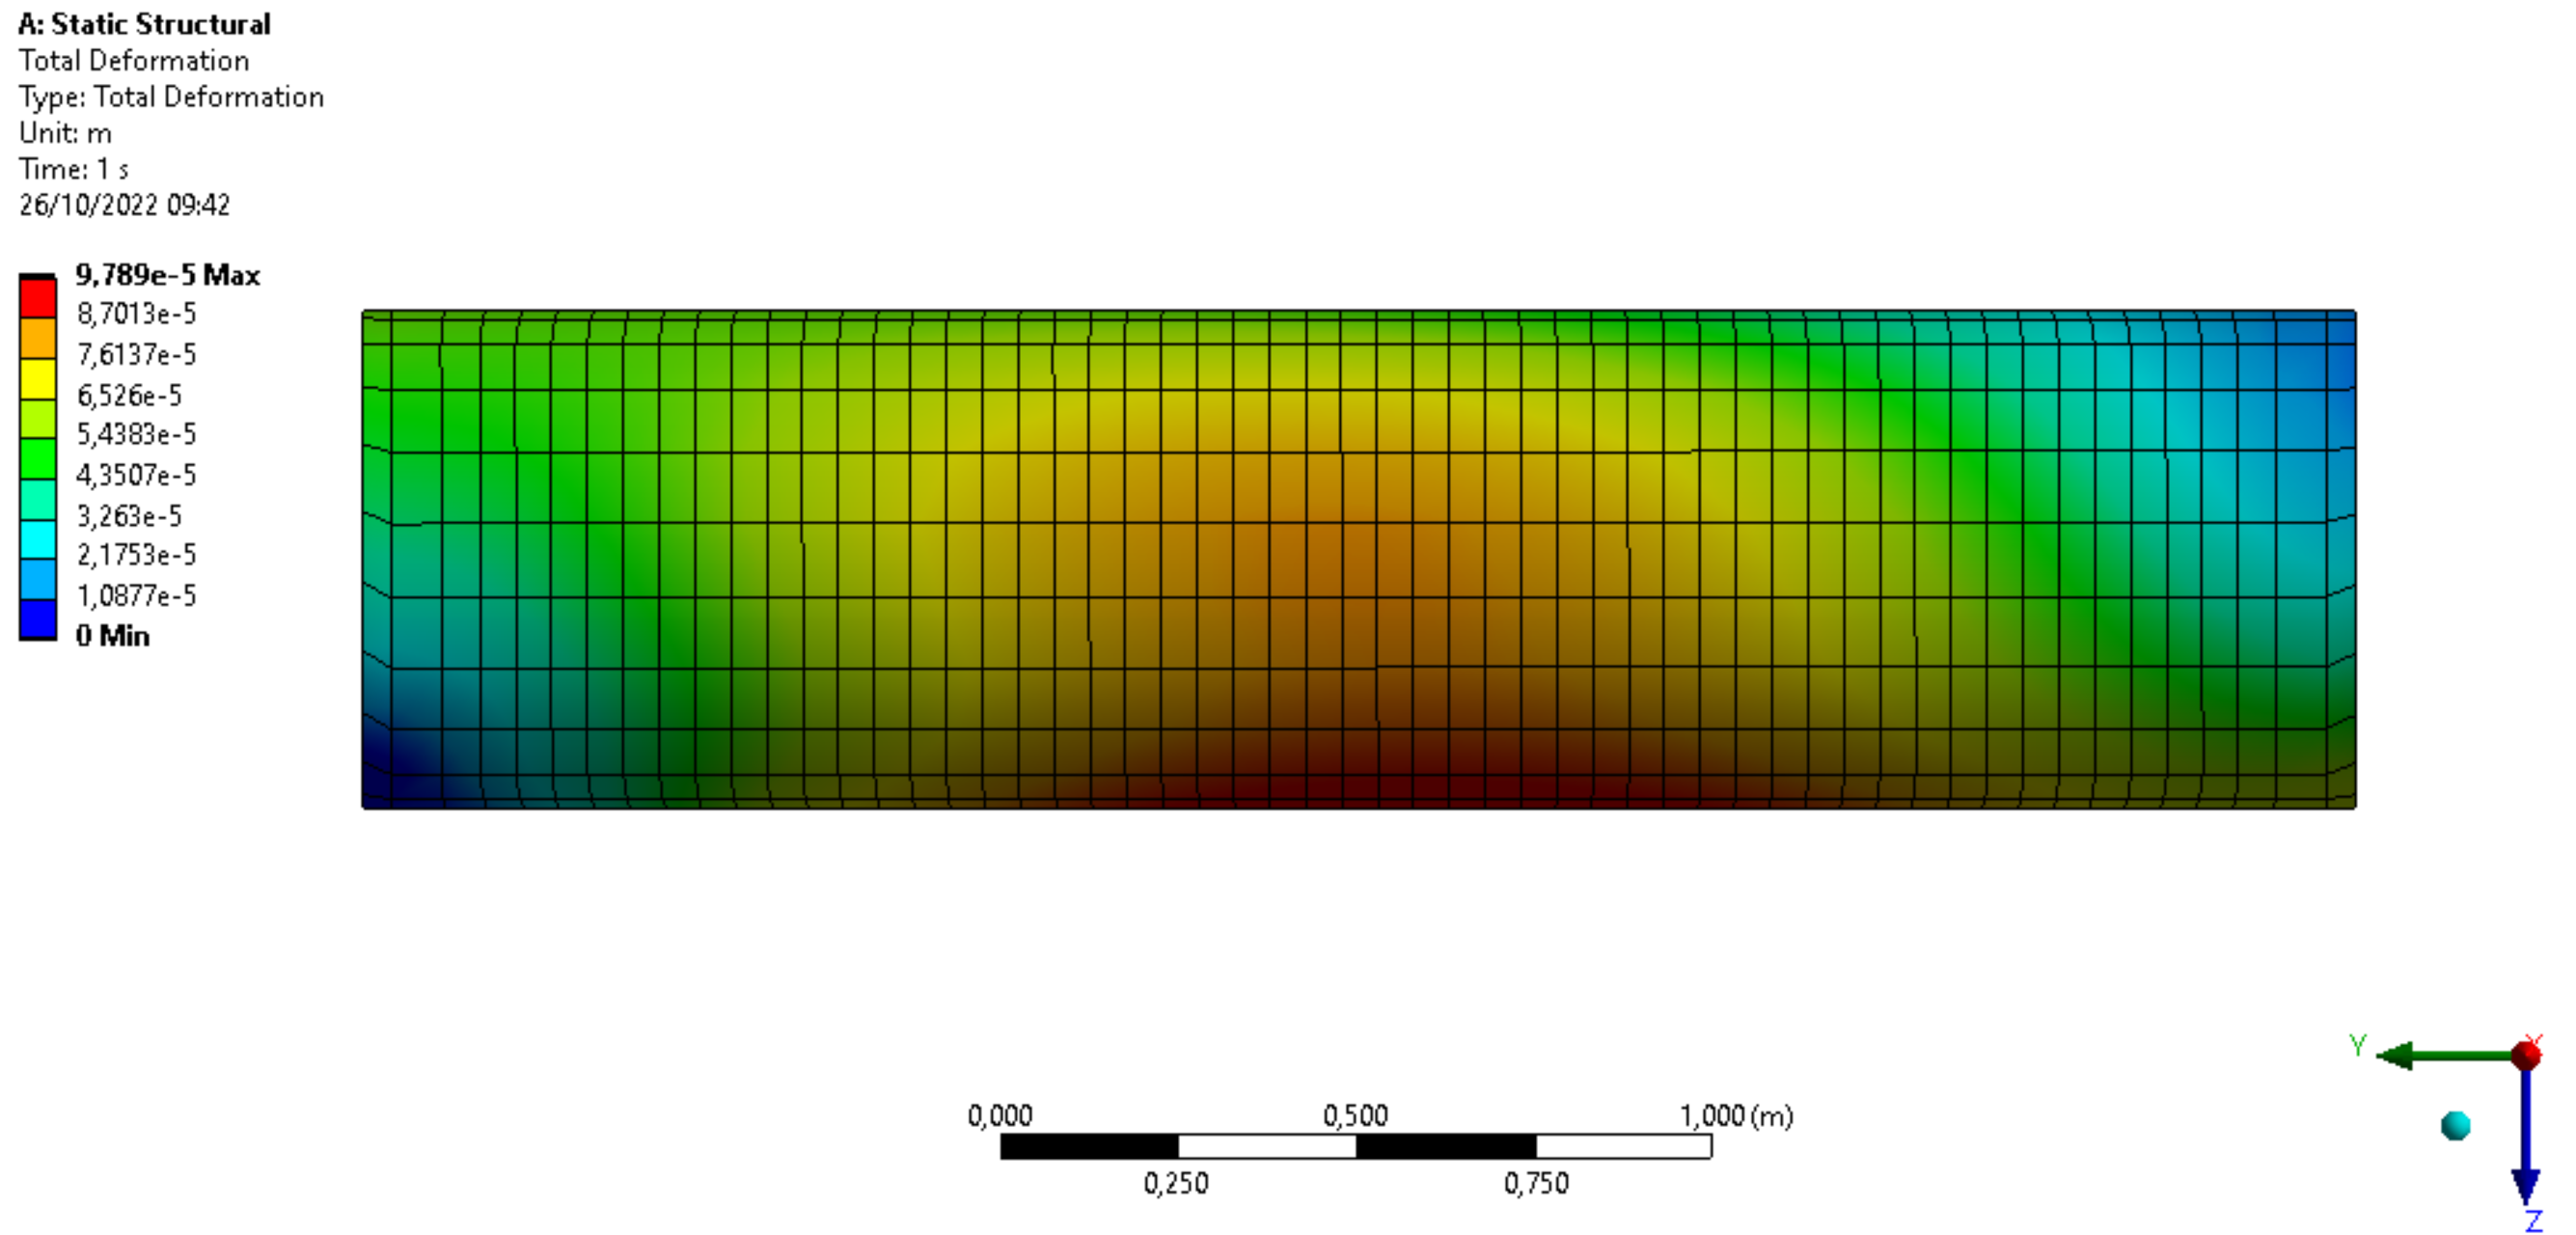 A: Static Structural
Total Deformation
Type: Total Deformation
Unit: m
Time: 1 s
26/10/2022 09:42
9,789e-5 Max
8,7013e-5
7,6137e-5
6,526e-5
5,4383e-5
4,3507e-5
3,263e-5
2,1753e-5
1,0877e-5
0 Min
0,000 0,500 1,000 (m)
0,250 0,750
Y X
Z